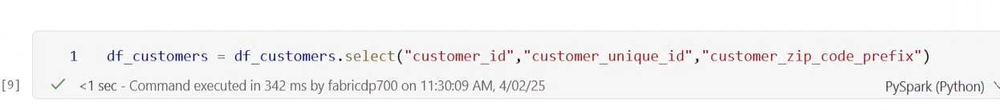 1 df_customers = df_customers.select("customer_id","customer_unique_id","customer_zip_code_prefix")
[9] <1 sec - Command executed in 342 ms by fabricdp700 on 11:30:09 AM, 4/02/25 PySpark (Python)